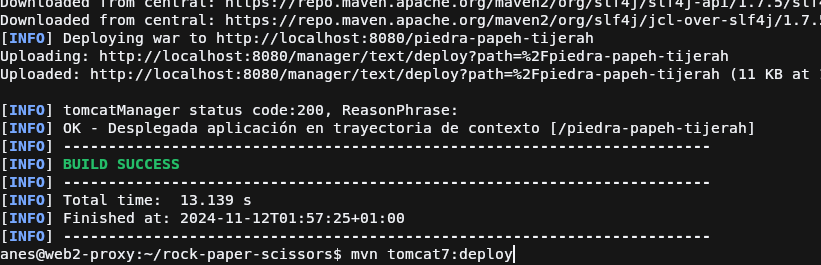 Downloaded from central: https://repo.maven.apache.org/maven2/org/slf4j/slf4j-api/1.7.5/slf4
Downloaded from central: https://repo.maven.apache.org/maven2/org/slf4j/jcl-over-slf4j/1.7.5
[INFO] Deploying war to http://localhost:8080/piedra-papeh-tijerah
Uploading: http://localhost:8080/manager/text/deploy?path=%2Fpiedra-papeh-tijerah
Uploaded: http://localhost:8080/manager/text/deploy?path=%2Fpiedra-papeh-tijerah (11 KB at
[INFO] tomcatManager status code:200, ReasonPhrase:
[INFO] OK - Desplegada aplicación en trayectoria de contexto [/piedra-papeh-tijerah]
[INFO] ------------------------------------------------------------------------
[INFO] BUILD SUCCESS
[INFO] ------------------------------------------------------------------------
[INFO] Total time:  13.139 s
[INFO] Finished at: 2024-11-12T01:57:25+01:00
[INFO] ------------------------------------------------------------------------
anes@web2-proxy:~/rock-paper-scissors$ mvn tomcat7:deploy